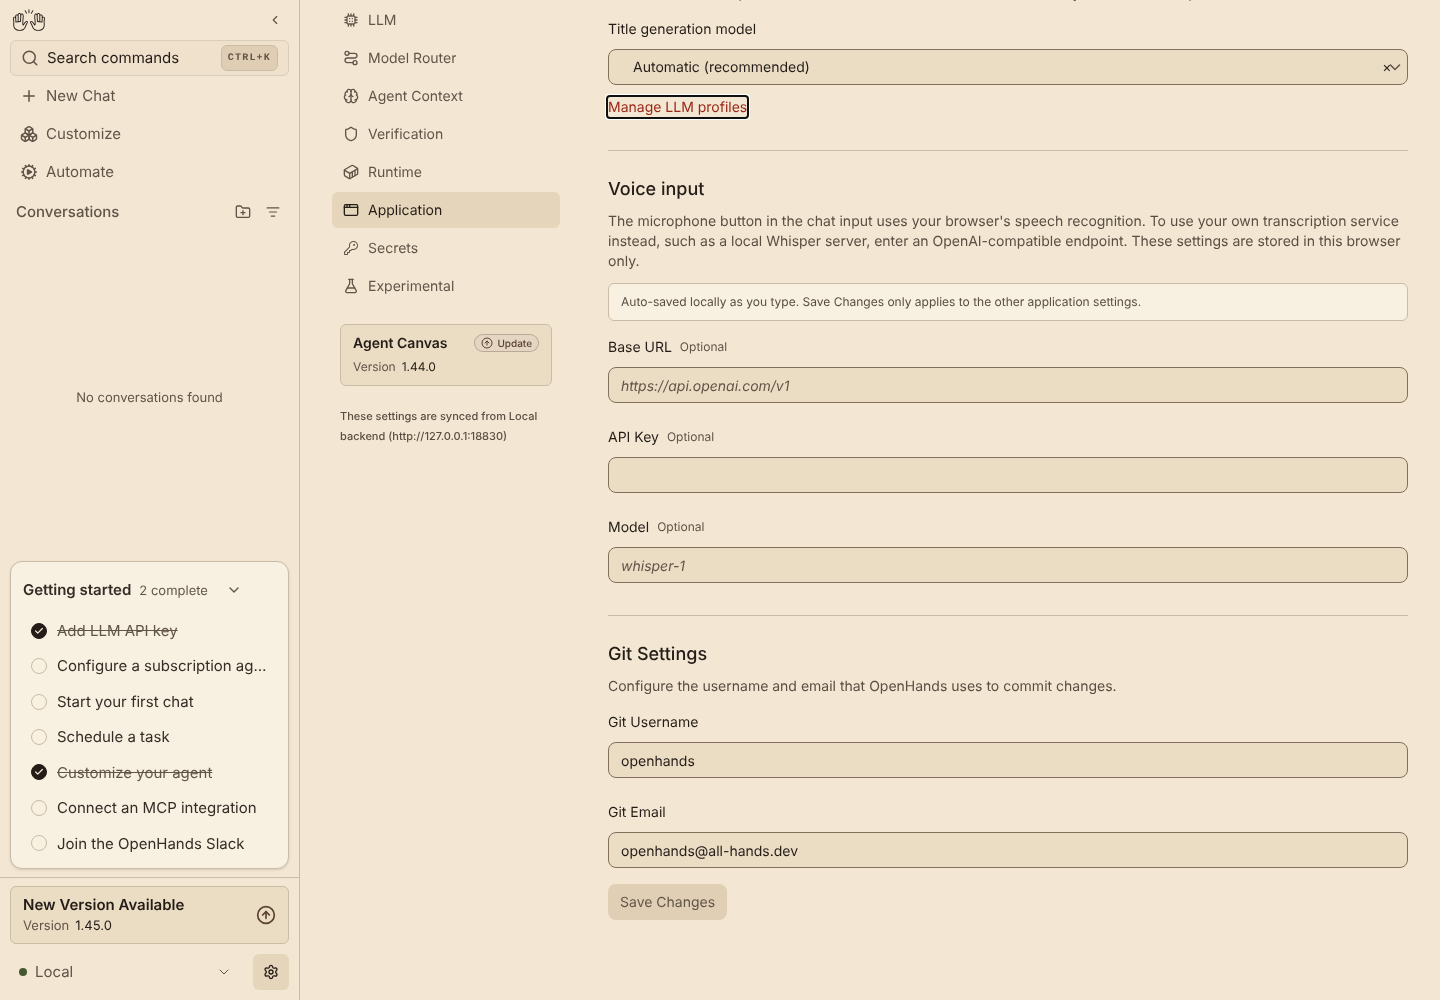 Search commands
CTRL+K
New Chat
Customize
Automate
Conversations
No conversations found
Getting started 2 complete
Add LLM API key
Configure a subscription ag...
Start your first chat
Schedule a task
Customize your agent
Connect an MCP integration
Join the OpenHands Slack
New Version Available
Version 1.45.0
Local
LLM
Model Router
Agent Context
Verification
Runtime
Application
Secrets
Experimental
Agent Canvas
Update
Version 1.44.0
These settings are synced from Local
backend (http://127.0.0.1:18830)
Title generation model
Automatic (recommended)
Manage LLM profiles
Voice input
The microphone button in the chat input uses your browser's speech recognition. To use your own transcription service
instead, such as a local Whisper server, enter an OpenAI-compatible endpoint. These settings are stored in this browser
only.
Auto-saved locally as you type. Save Changes only applies to the other application settings.
Base URL Optional
https://api.openai.com/v1
API Key Optional
Model Optional
whisper-1
Git Settings
Configure the username and email that OpenHands uses to commit changes.
Git Username
openhands
Git Email
openhands@all-hands.dev
Save Changes